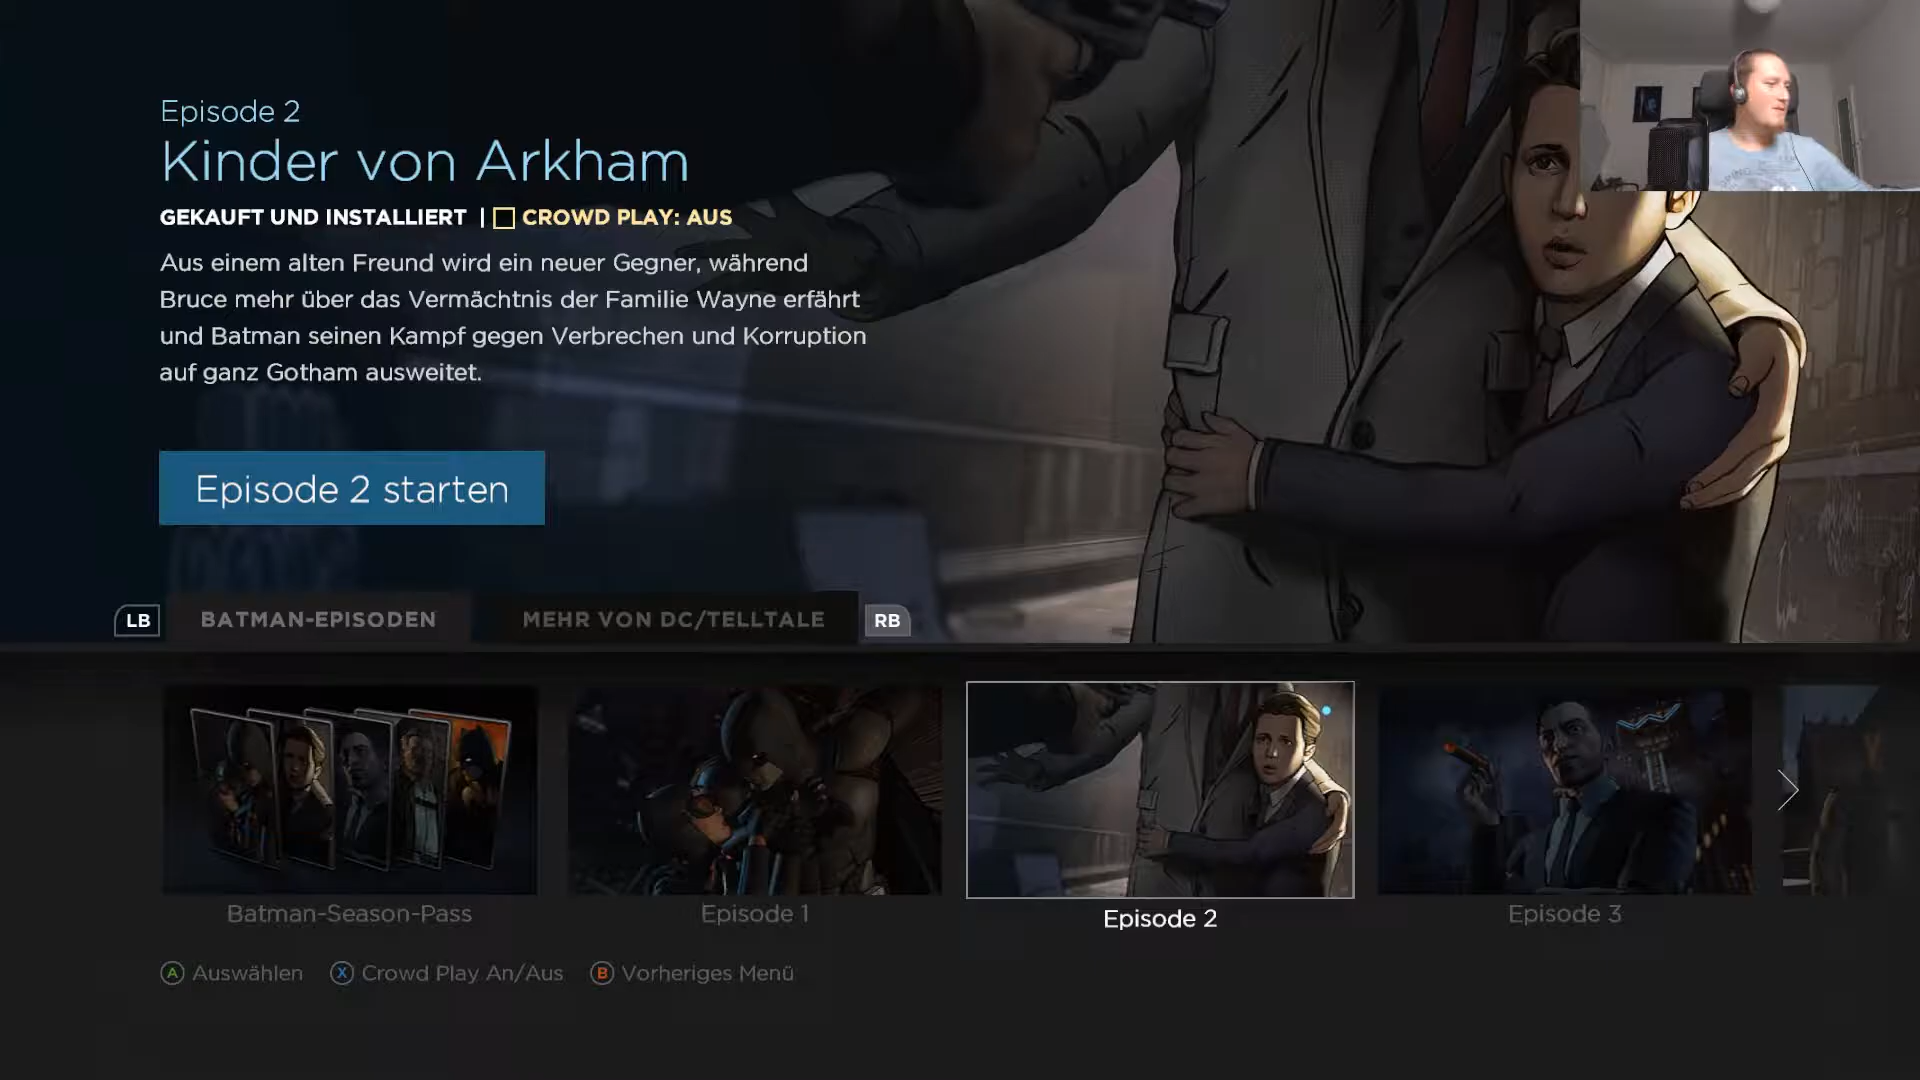 Episode 2
Kinder von Arkham
GEKAUFT UND INSTALLIERT | CROWD PLAY: AUS
Aus einem alten Freund wird ein neuer Gegner, während
Bruce mehr über das Vermächtnis der Familie Wayne erfährt
und Batman seinen Kampf gegen Verbrechen und Korruption
auf ganz Gotham ausweitet.
Episode 2 starten
LB BATMAN-EPISODEN MEHR VON DC/TELLTALE RB
Batman-Season-Pass Episode 1 Episode 2 Episode 3
A Auswählen X Crowd Play An/Aus B Vorheriges Menü